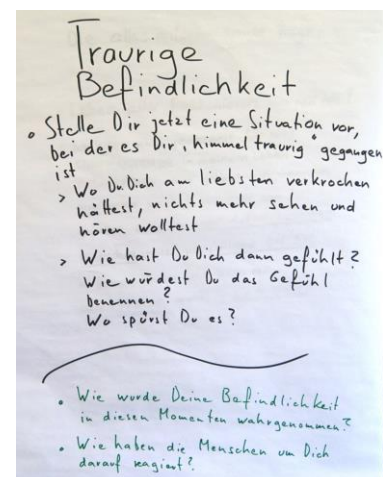 Traurige
Befindlichkeit
• Stelle Dir jetzt eine Situation vor,
bei der es Dir „himmeltraurig" gegangen
ist
> Wo Du Dich am liebsten verkrochen
hättest, nichts mehr sehen und
hören wolltest
> Wie hast Du Dich dann gefühlt?
Wie würdest Du das Gefühl
benennen?
Wo spürst Du es?
• Wie wurde Deine Befindlichkeit
in diesen Momenten wahrgenommen?
• Wie haben die Menschen um Dich
darauf reagiert?